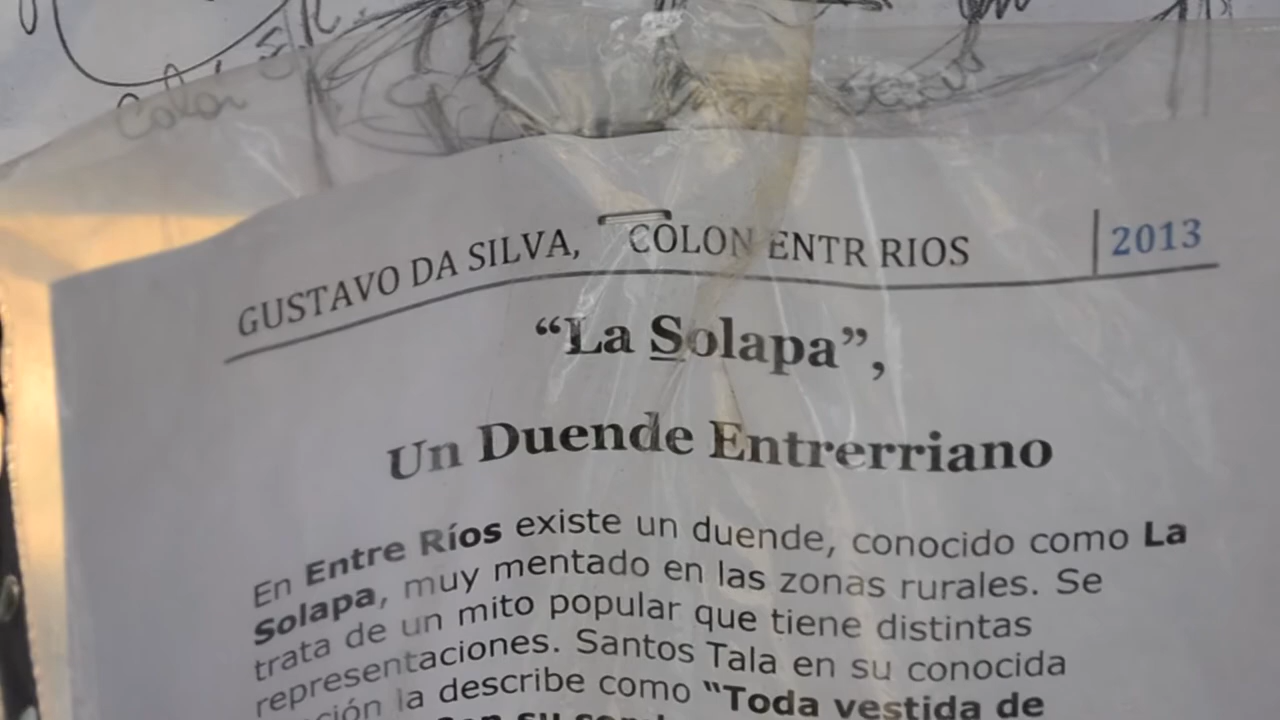 Colón
GUSTAVO DA SILVA, COLON ENTR RIOS | 2013
“La Solapa”,
Un Duende Entrerriano
En Entre Ríos existe un duende, conocido como La
Solapa, muy mentado en las zonas rurales. Se
trata de un mito popular que tiene distintas
representaciones. Santos Tala en su conocida
ción la describe como “Toda vestida de